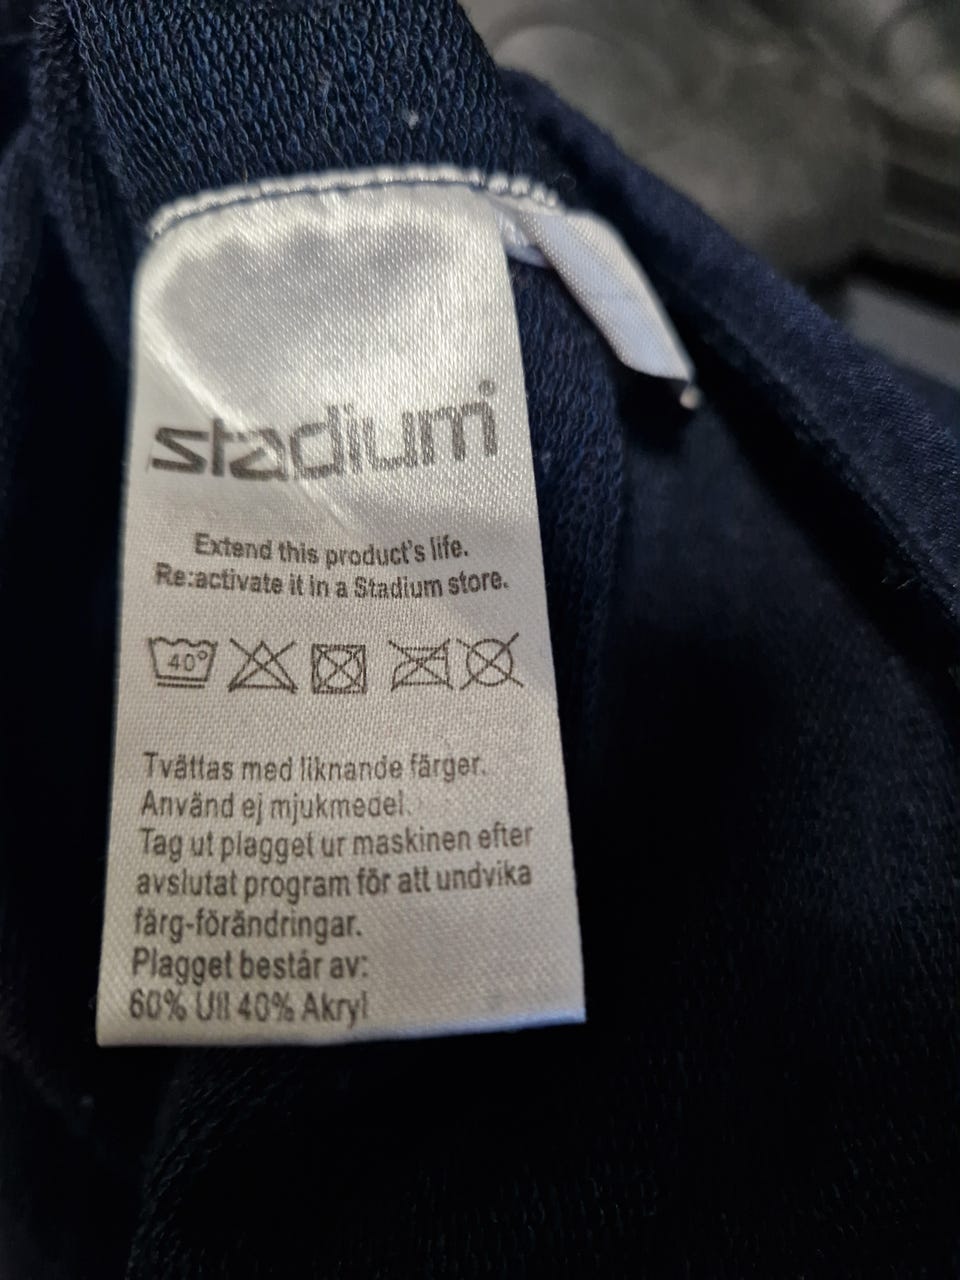 stadium
Extend this product's life.
Re:activate it in a Stadium store.
40°
Tvättas med liknande färger.
Använd ej mjukmedel.
Tag ut plagget ur maskinen efter
avslutat program för att undvika
färg-förändringar.
Plagget består av:
60% Ull 40% Akryl